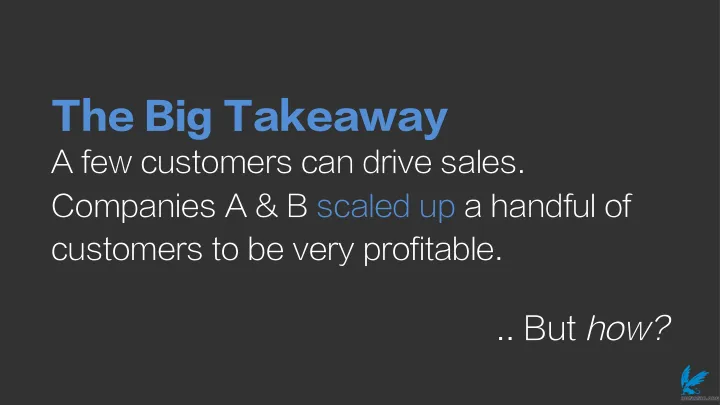 The Big Takeaway
A few customers can drive sales.
Companies A & B scaled up a handful of
customers to be very profitable.
.. But how?